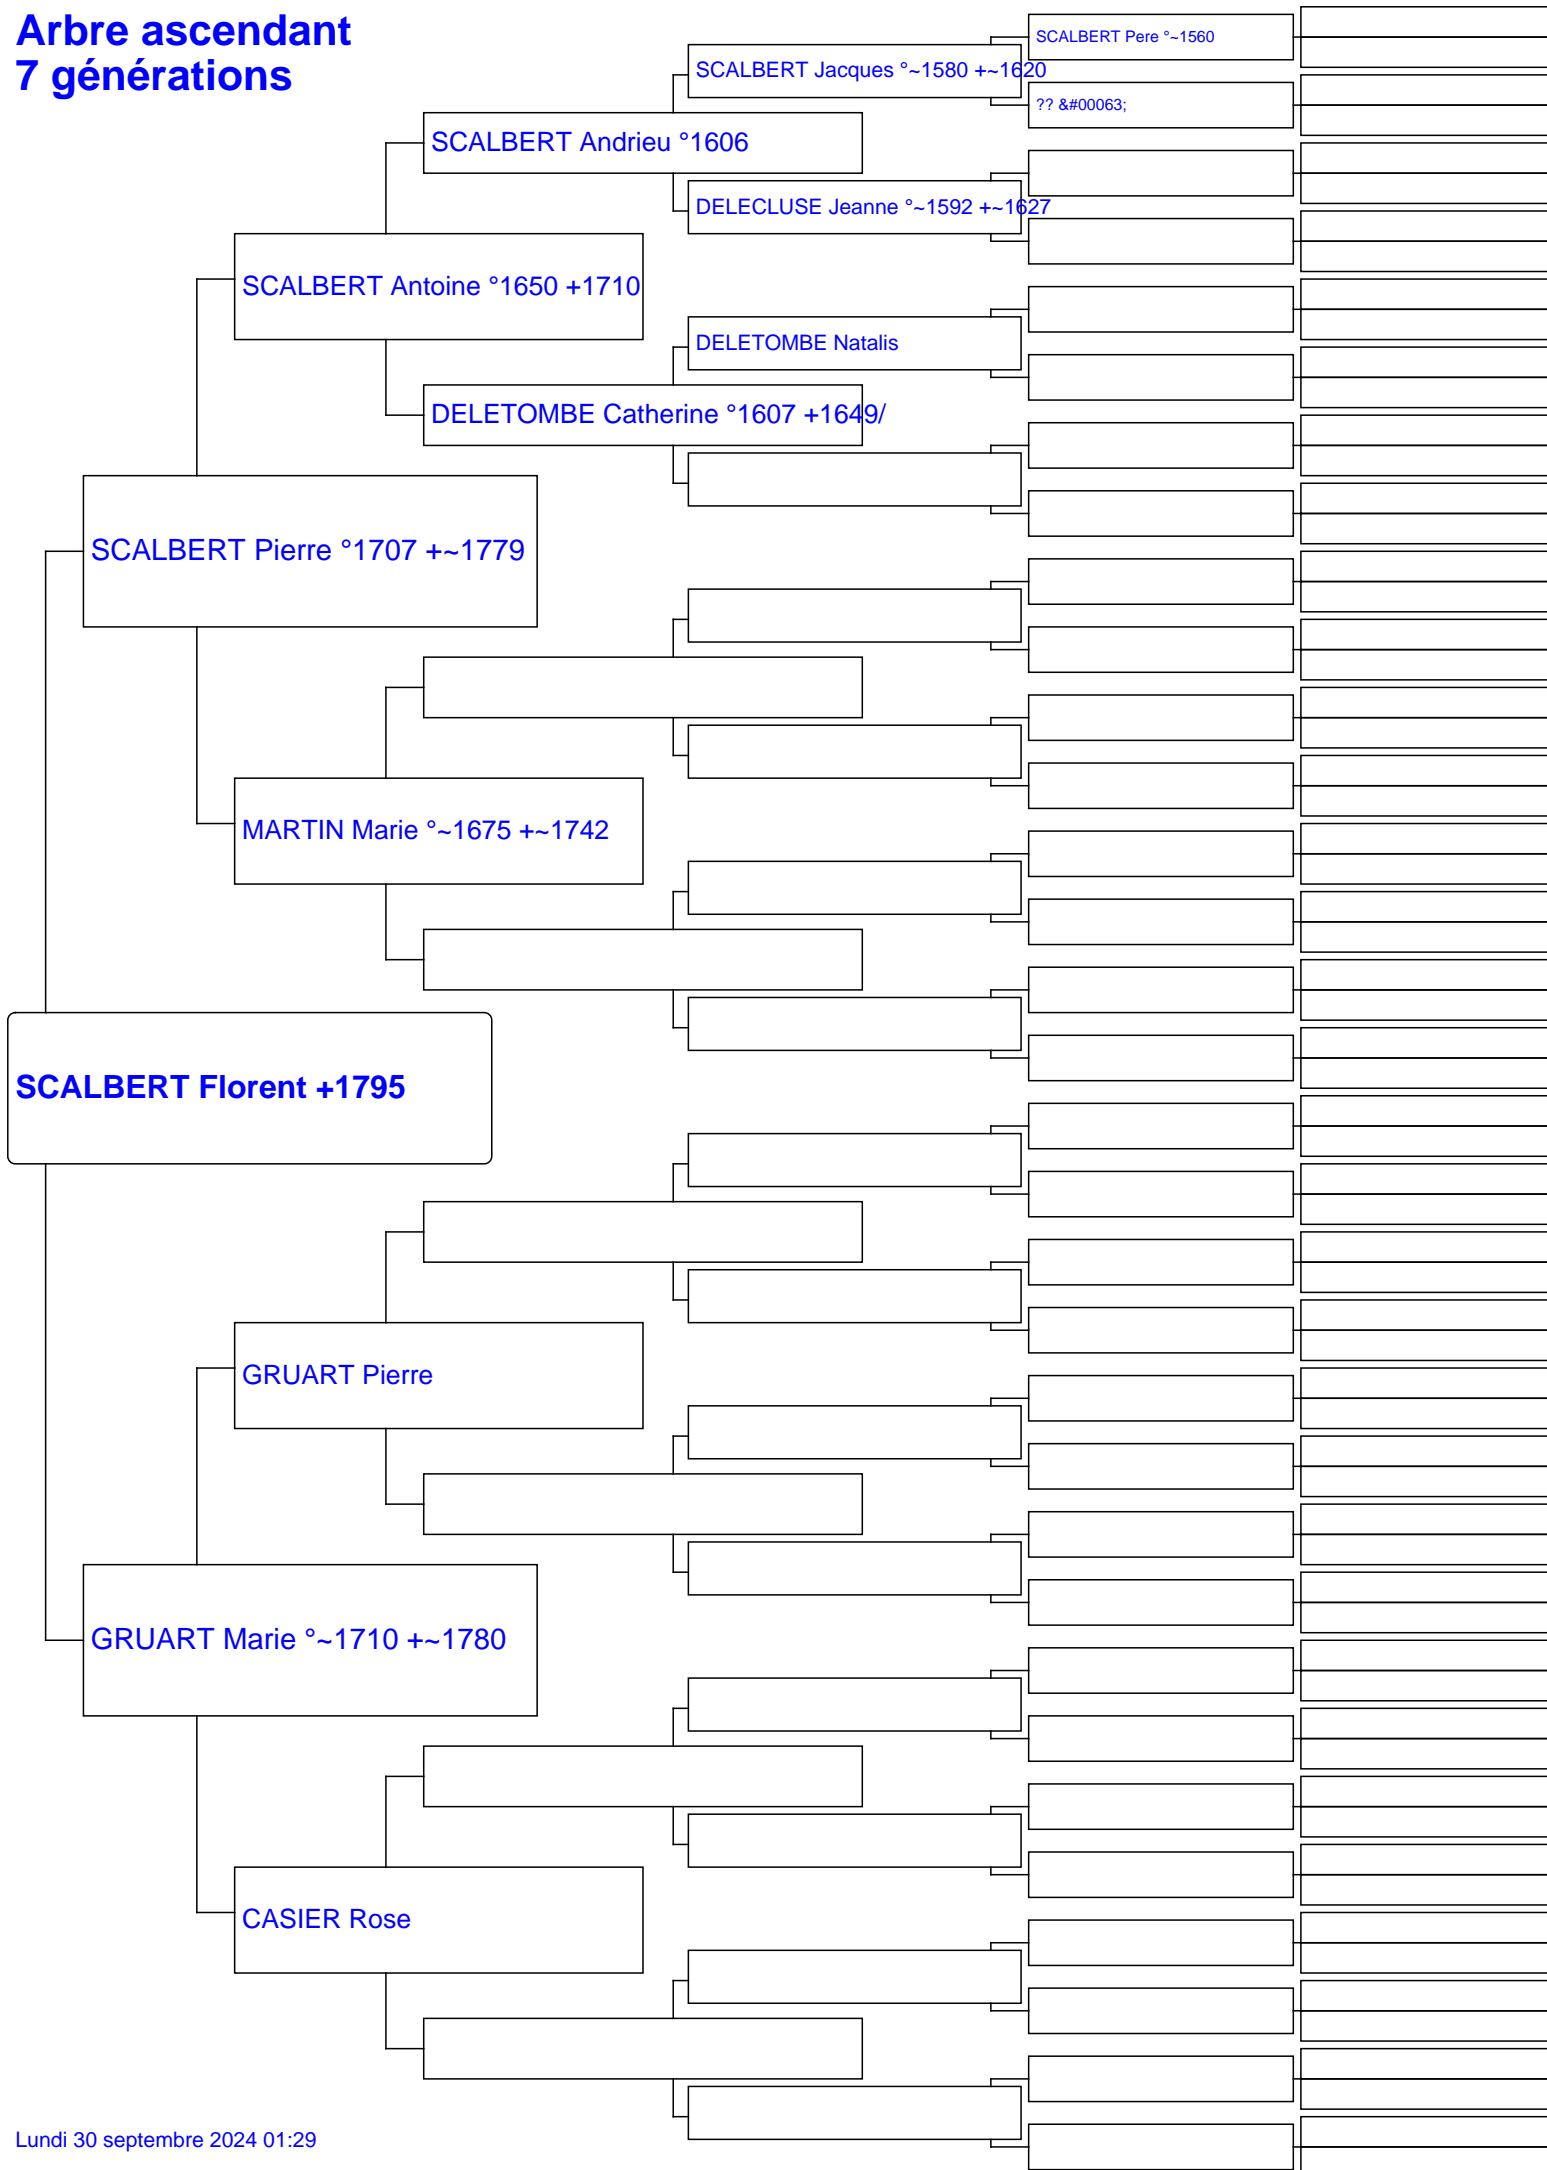 Arbre ascendant
7 générations
SCALBERT Pere °~1560
SCALBERT Jacques °~1580 +~1620
?? &#00063;
SCALBERT Andrieu °1606
DELECLUSE Jeanne °~1592 +~1627
SCALBERT Antoine °1650 +1710
DELETOMBE Natalis
DELETOMBE Catherine °1607 +1649/
SCALBERT Pierre °1707 +~1779
MARTIN Marie °~1675 +~1742
SCALBERT Florent +1795
GRUART Pierre
GRUART Marie °~1710 +~1780
CASIER Rose
Lundi 30 septembre 2024 01:29